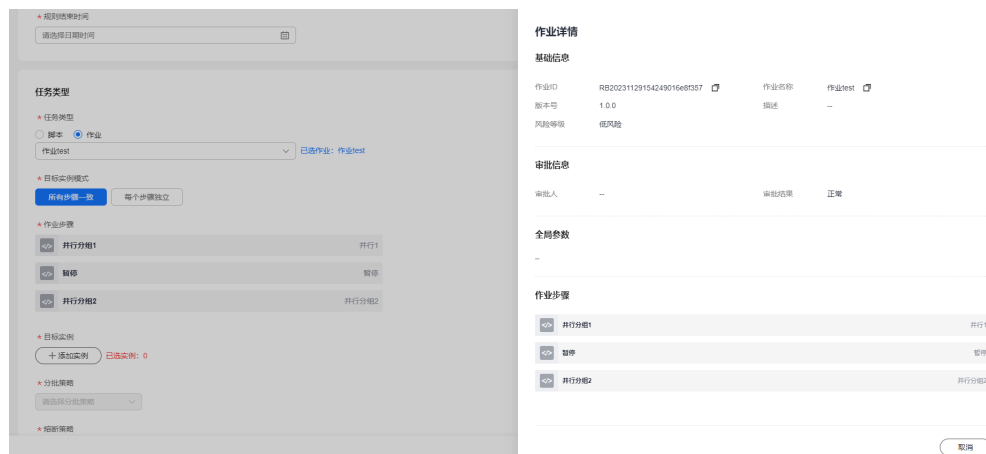 * 规则结束时间
请选择日期时间
任务类型
* 任务类型
脚本 作业
作业test 已选作业：作业test
* 目标实例模式
所有步骤一致 每个步骤独立
* 作业步骤
</> 并行分组1 并行1
</> 暂停 暂停
</> 并行分组2 并行分组2
* 目标实例
+ 添加实例 已选实例：0
* 分批策略
请选择分批策略
* 熔断策略
作业详情
基础信息
作业ID RB20231129154249016e8f357 作业名称 作业test
版本号 1.0.0 描述 --
风险等级 低风险
审批信息
审批人 -- 审批结果 正常
全局参数
--
作业步骤
</> 并行分组1 并行1
</> 暂停 暂停
</> 并行分组2 并行分组2
取消